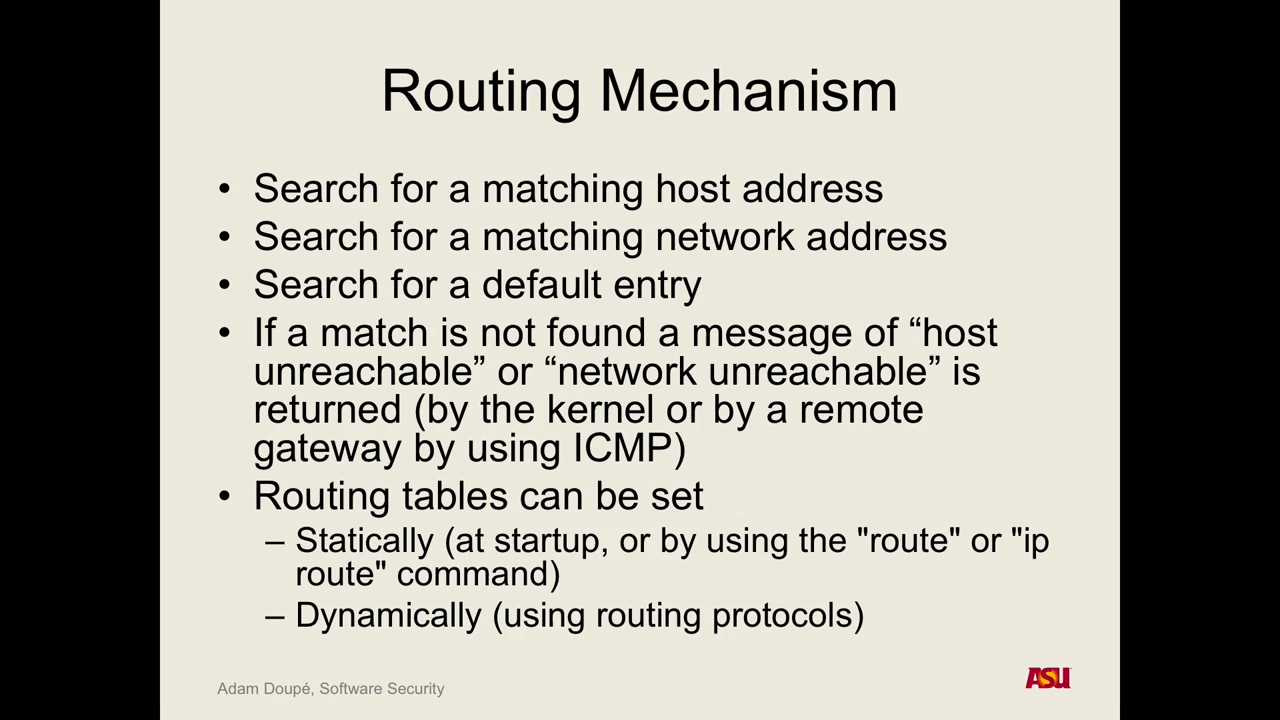 Routing Mechanism
• Search for a matching host address
• Search for a matching network address
• Search for a default entry
• If a match is not found a message of “host
unreachable” or “network unreachable” is
returned (by the kernel or by a remote
gateway by using ICMP)
• Routing tables can be set
– Statically (at startup, or by using the "route" or "ip
route" command)
– Dynamically (using routing protocols)
Adam Doupé, Software Security
ASU